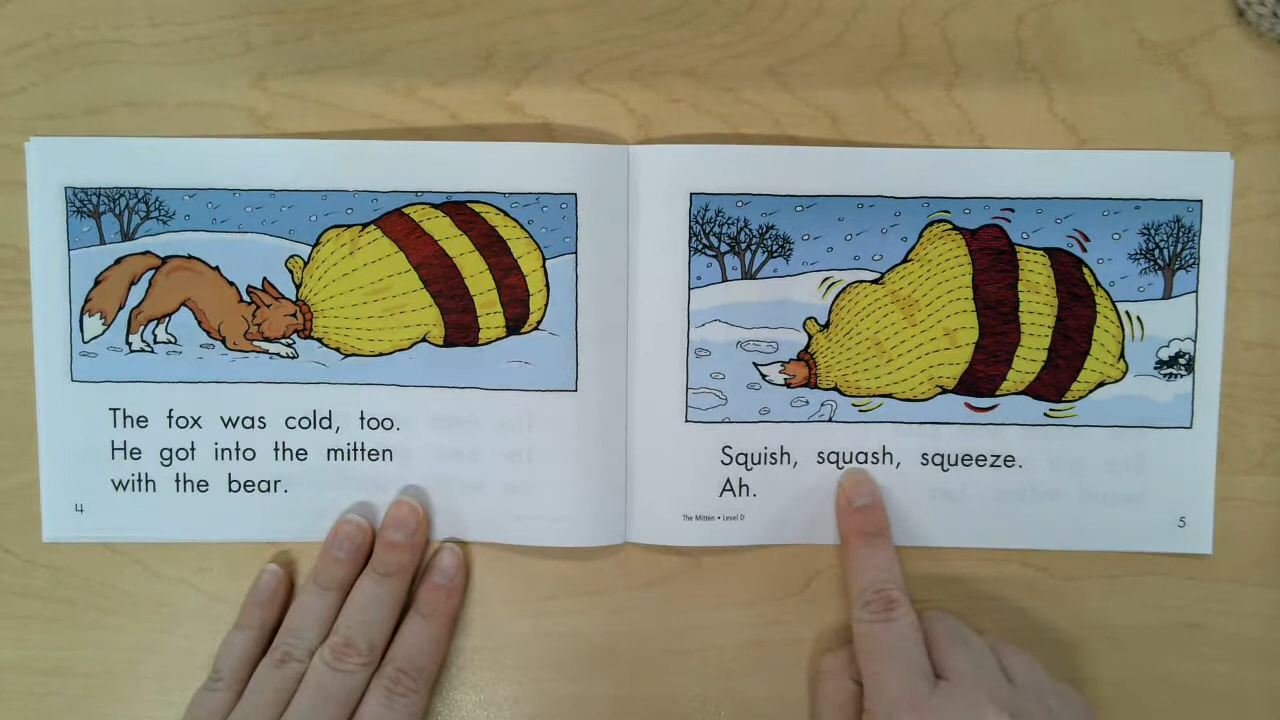 The fox was cold, too.
He got into the mitten
with the bear.
4
Squish, squash, squeeze.
Ah.
The Mitten • Level D
5